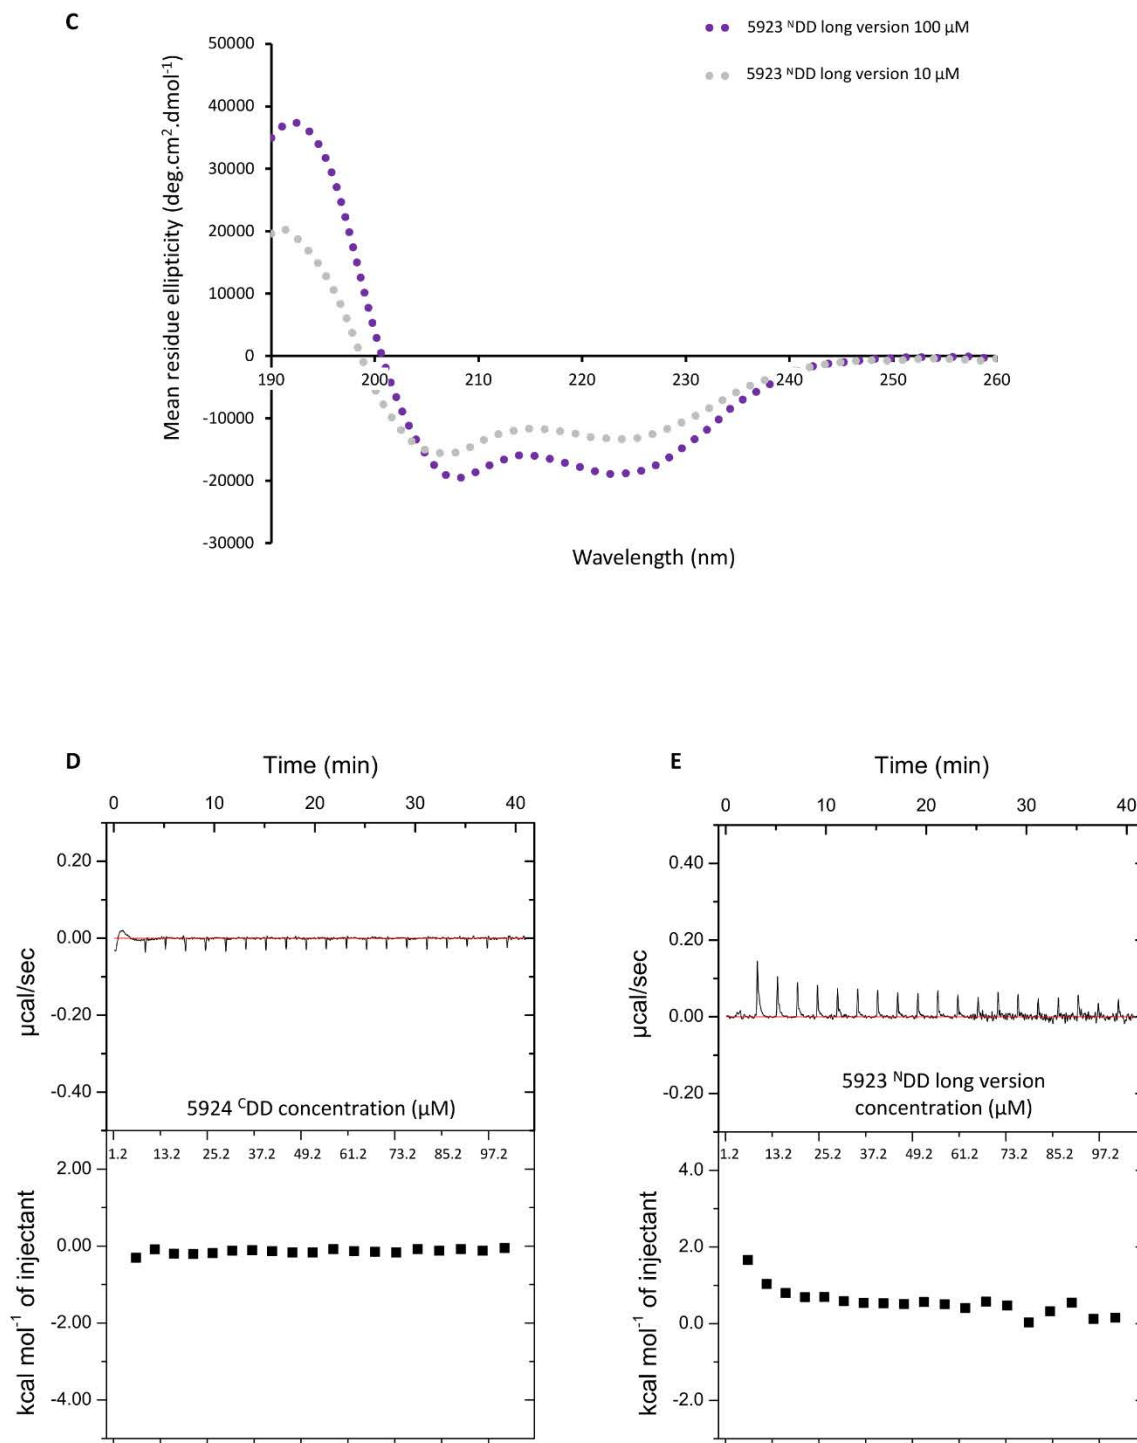 C
5923 ᴺDD long version 100 µM
5923 ᴺDD long version 10 µM
Mean residue ellipticity (deg.cm².dmol⁻¹)
50000
40000
30000
20000
10000
0
-10000
-20000
-30000
190 200 210 220 230 240 250 260
Wavelength (nm)
D
Time (min)
0 10 20 30 40
µcal/sec
0.20
0.00
-0.20
-0.40
5924 ᶜDD concentration (µM)
1.2 13.2 25.2 37.2 49.2 61.2 73.2 85.2 97.2
kcal mol⁻¹ of injectant
2.00
0.00
-2.00
-4.00
E
Time (min)
0 10 20 30 40
µcal/sec
0.40
0.20
0.00
-0.20
5923 ᴺDD long version
concentration (µM)
1.2 13.2 25.2 37.2 49.2 61.2 73.2 85.2 97.2
kcal mol⁻¹ of injectant
4.0
2.0
0.0
-2.0